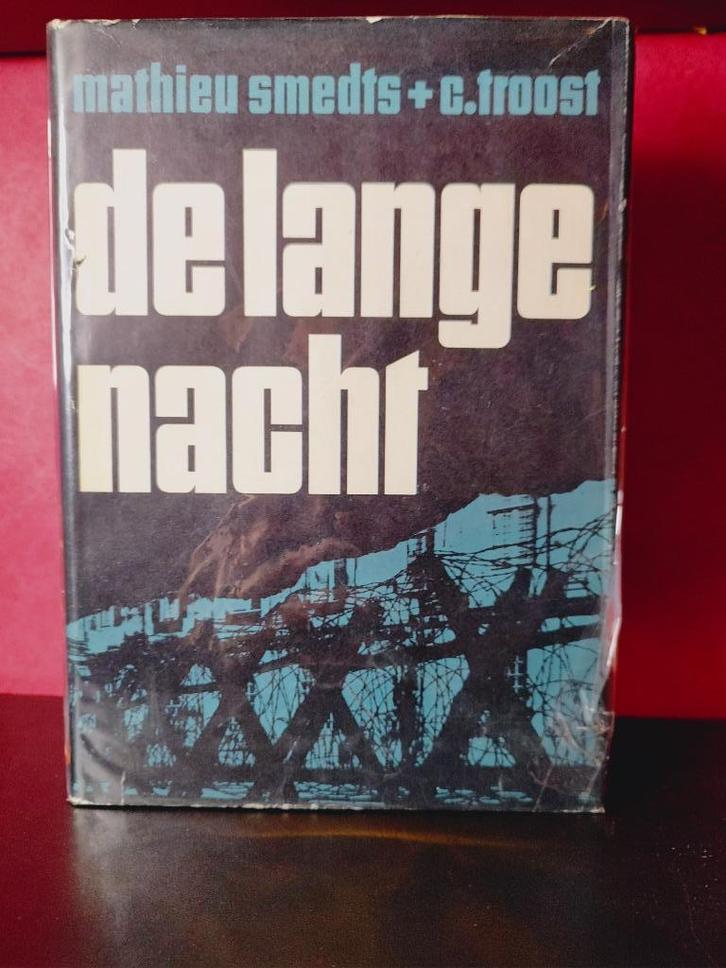 mathieu smedts + c. troost
de lange
nacht